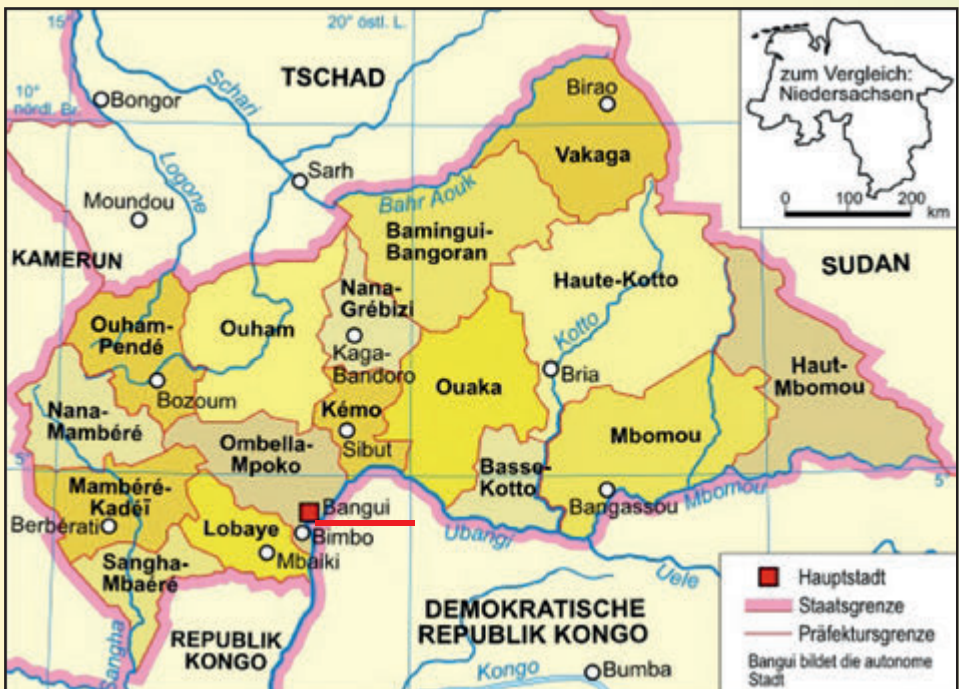 15°
20° östl. L.
TSCHAD
zum Vergleich:
Niedersachsen
0 100 200
km
10°
nördl. Br.
Bongor
Schari
Birao
Vakaga
Sarh
Logone
Bahr Aouk
Moundou
Bamingui-
Bangoran
KAMERUN
SUDAN
Haute-Kotto
Nana-
Grébizi
Ouham-
Pendé
Ouham
Kotto
Kaga-
Bandoro
Bria
Ouaka
Haut-
Mbomou
Bozoum
Nana-
Mambéré
Kémo
Sibut
Mbomou
Ombella-
Mpoko
Basse-
Kotto
5°
5°
Mambéré-
Kadéï
Bangassou
Mbomou
Berbérati
Lobaye
Bangui
Bimbo
Ubangi
Mbaiki
Sangha-
Mbaéré
Uele
Sangha
REPUBLIK
KONGO
DEMOKRATISCHE
REPUBLIK KONGO
Kongo
Bumba
Hauptstadt
Staatsgrenze
Präfektursgrenze
Bangui bildet die autonome
Stadt